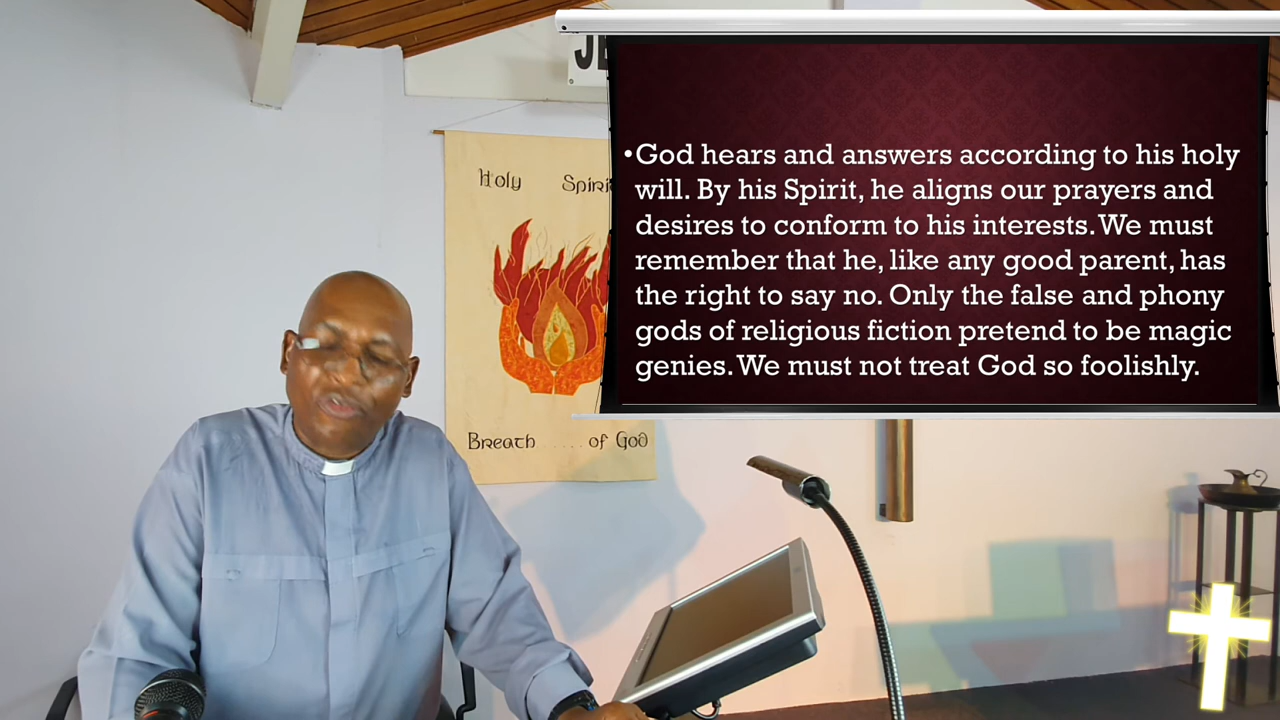 Holy Spiri
Breath .....of God
•God hears and answers according to his holy
will. By his Spirit, he aligns our prayers and
desires to conform to his interests. We must
remember that he, like any good parent, has
the right to say no. Only the false and phony
gods of religious fiction pretend to be magic
genies. We must not treat God so foolishly.